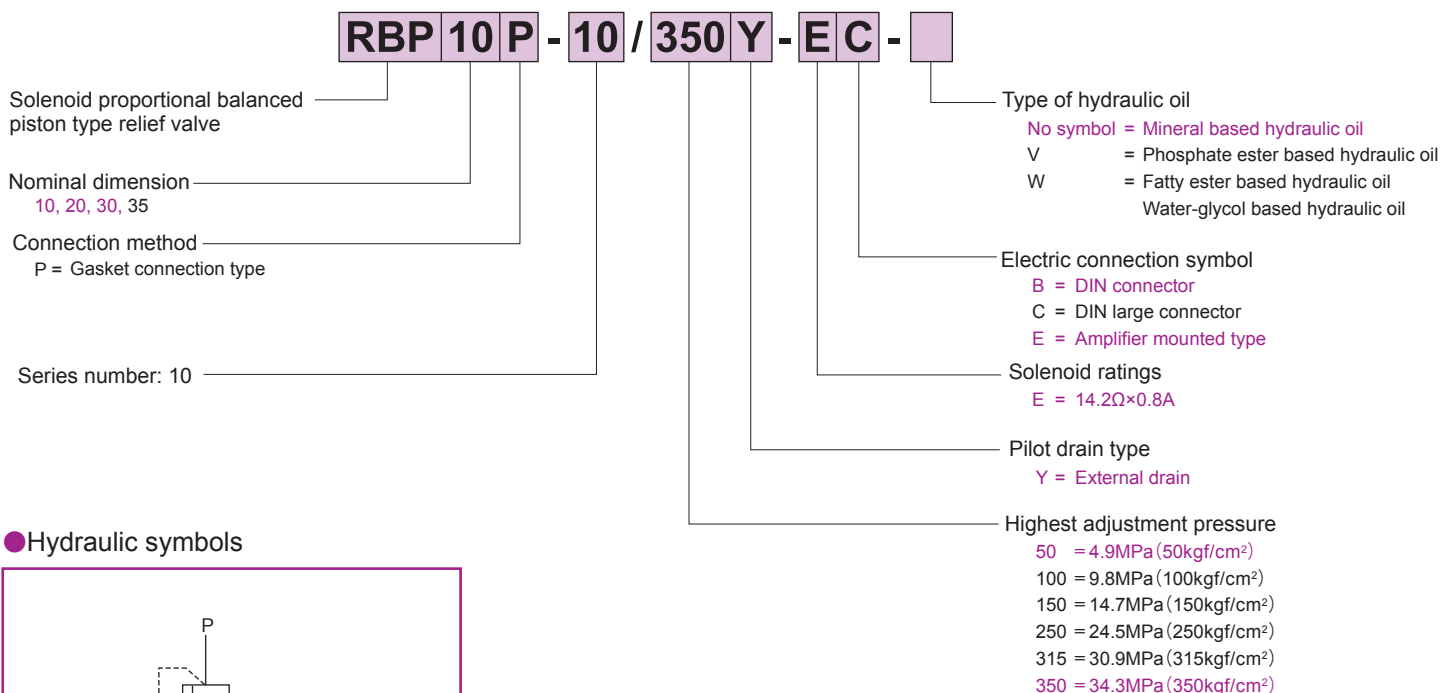 RBP 10 P - 10 / 350 Y - E C -
Solenoid proportional balanced
piston type relief valve
Nominal dimension
10, 20, 30, 35
Connection method
P = Gasket connection type
Series number: 10
Type of hydraulic oil
No symbol = Mineral based hydraulic oil
V = Phosphate ester based hydraulic oil
W = Fatty ester based hydraulic oil
Water-glycol based hydraulic oil
Electric connection symbol
B = DIN connector
C = DIN large connector
E = Amplifier mounted type
Solenoid ratings
E = 14.2Ω×0.8A
Pilot drain type
Y = External drain
Highest adjustment pressure
50 =4.9MPa(50kgf/cm²)
100 =9.8MPa(100kgf/cm²)
150 =14.7MPa(150kgf/cm²)
250 =24.5MPa(250kgf/cm²)
315 =30.9MPa(315kgf/cm²)
350 =34.3MPa(350kgf/cm²)
●Hydraulic symbols
P